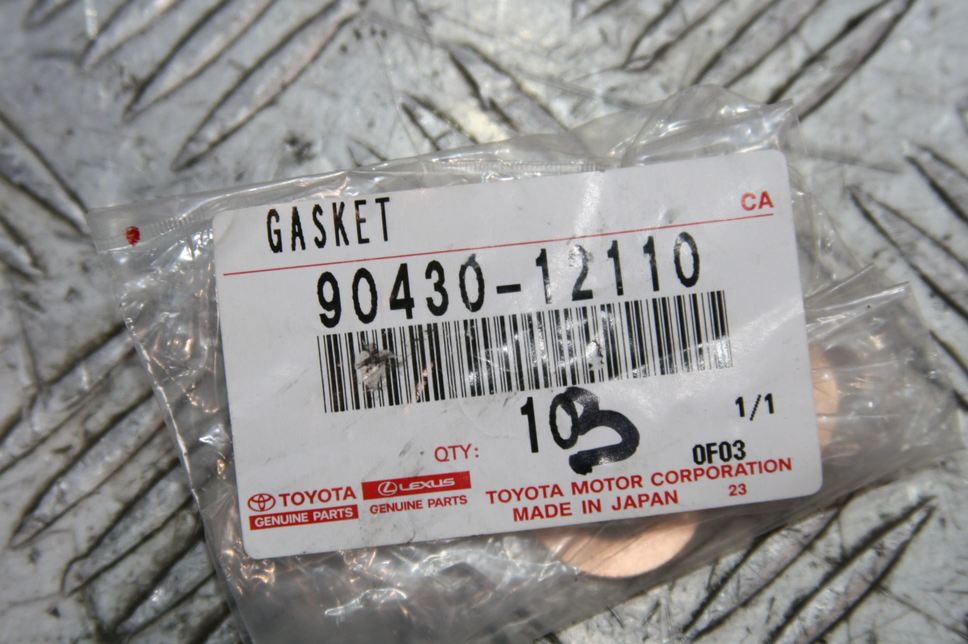 GASKET
CA
90430-12110
QTY: 10 3
1/1
0F03
TOYOTA
GENUINE PARTS
LEXUS
GENUINE PARTS
TOYOTA MOTOR CORPORATION
MADE IN JAPAN 23